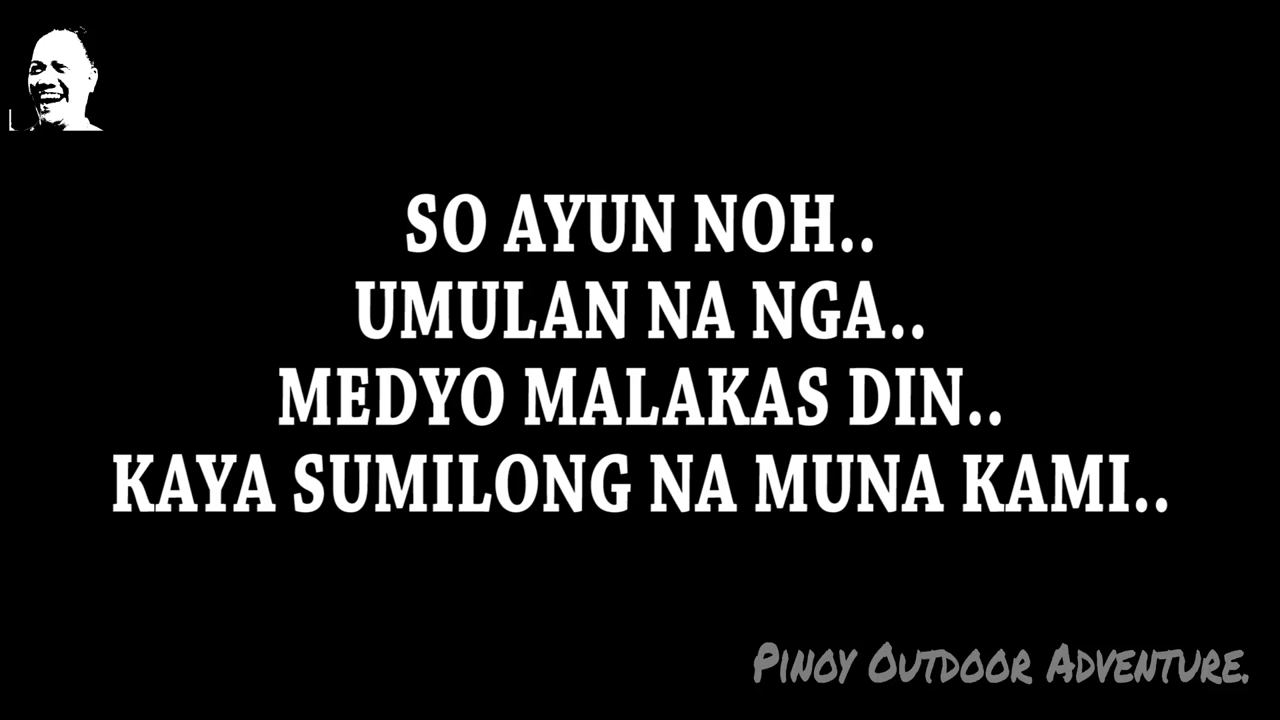 SO AYUN NOH..
UMULAN NA NGA..
MEDYO MALAKAS DIN..
KAYA SUMILONG NA MUNA KAMI..
PINOY OUTDOOR ADVENTURE.